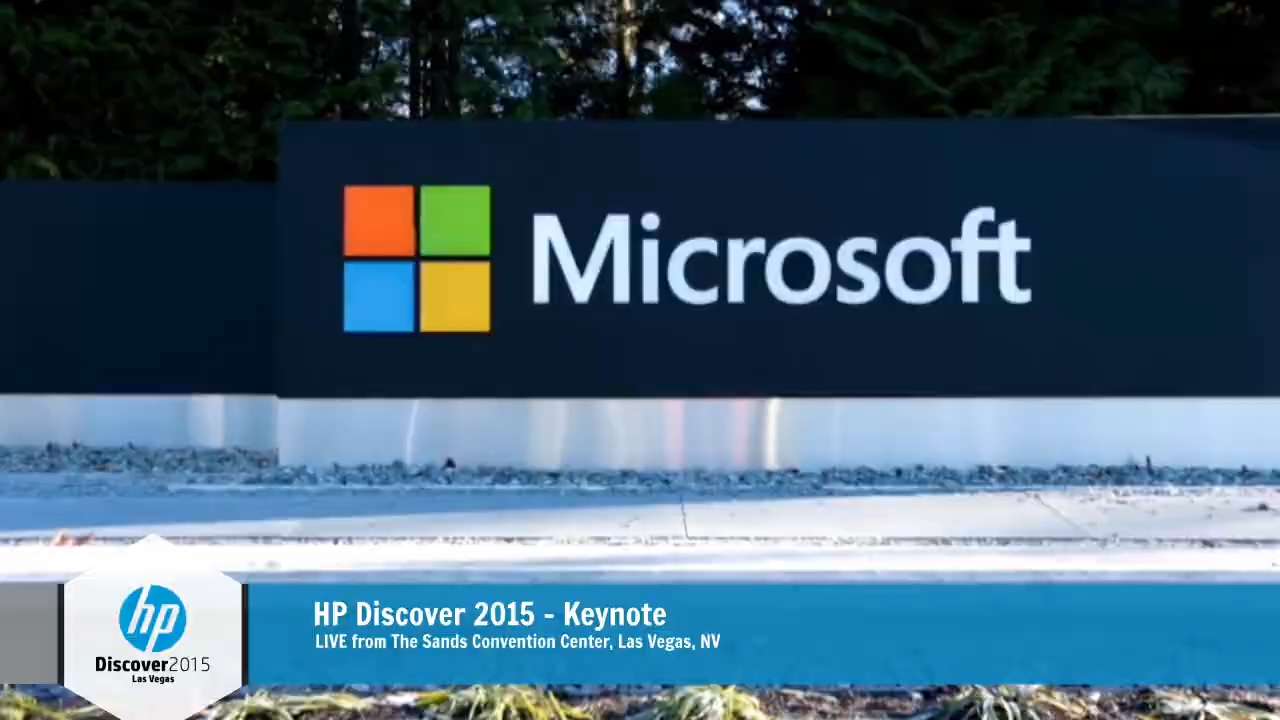 Microsoft
HP Discover 2015 - Keynote
LIVE from The Sands Convention Center, Las Vegas, NV
hp
Discover2015
Las Vegas